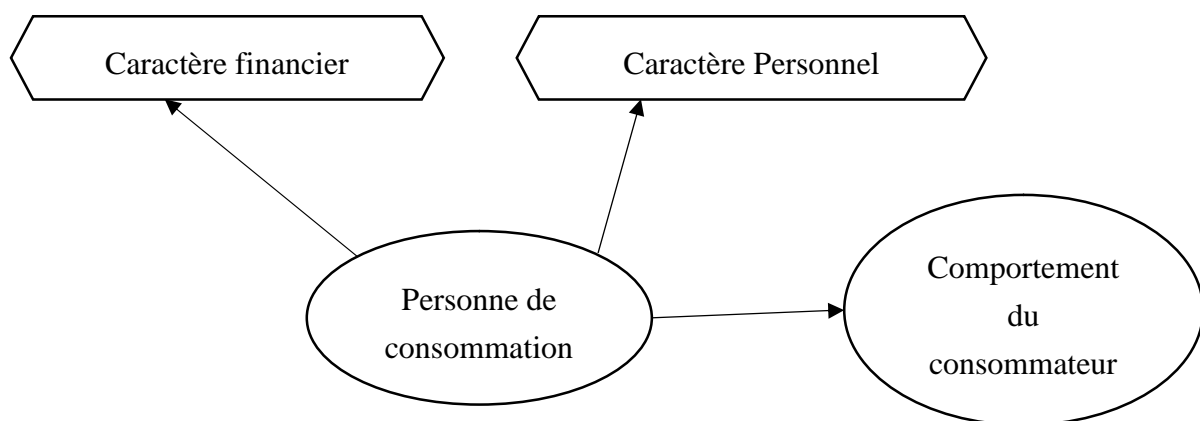 Caractère financier
Caractère Personnel
Personne de
consommation
Comportement
du
consommateur